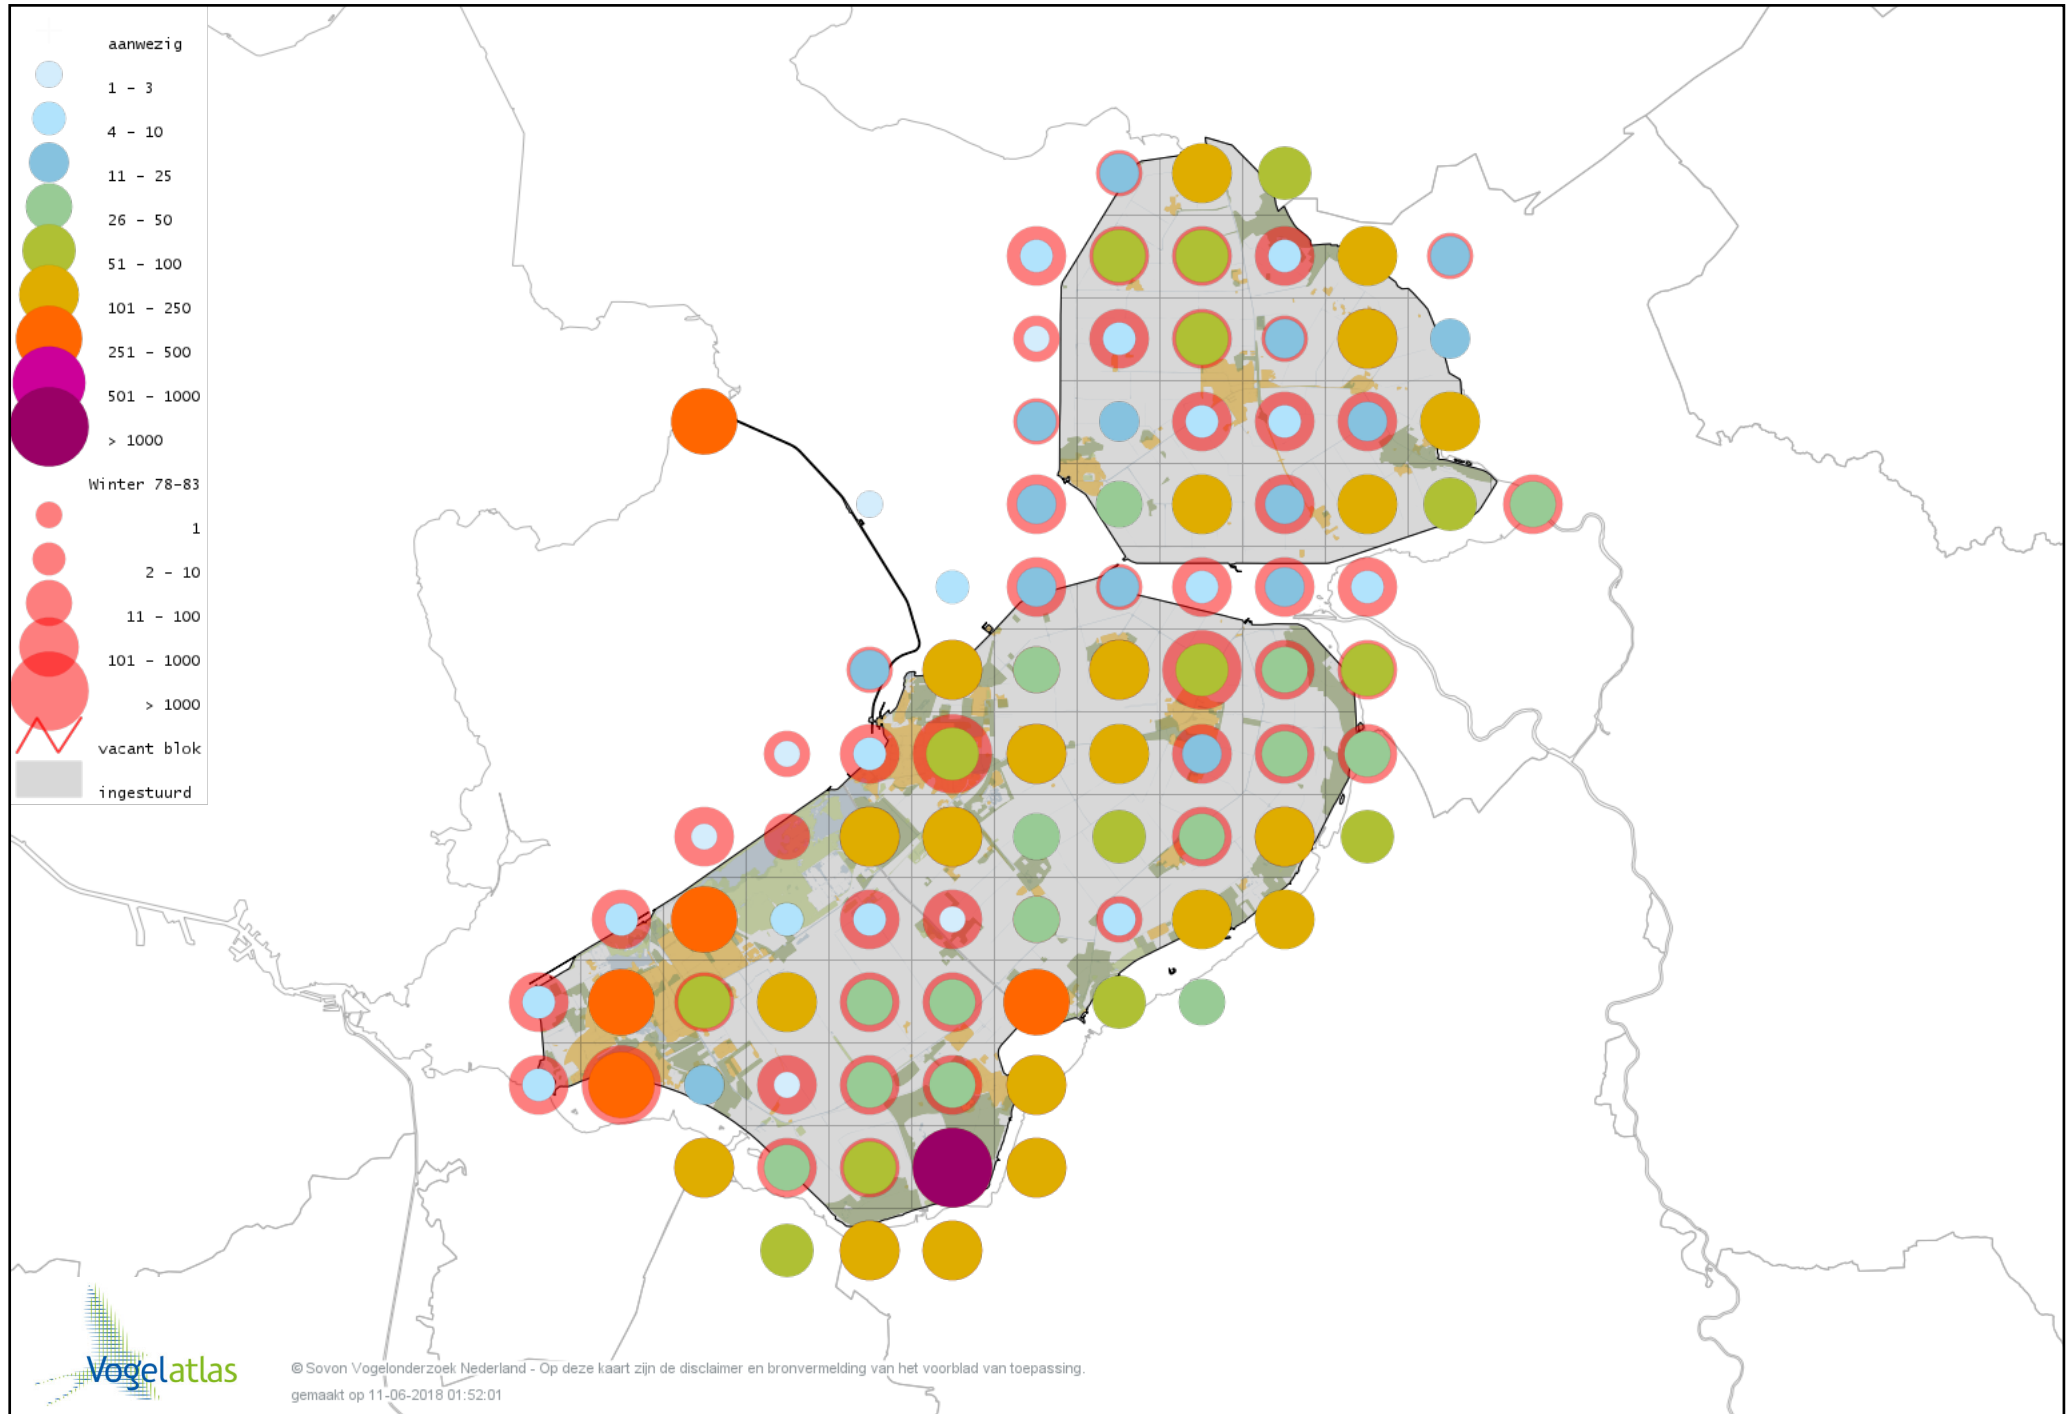 aanwezig
1 - 3
4 - 10
11 - 25
26 - 50
51 - 100
101 - 250
251 - 500
501 - 1000
> 1000
Winter 78-83
1
2 - 10
11 - 100
101 - 1000
> 1000
vacant blok
ingestuurd
Vogelatlas
© Sovon Vogelonderzoek Nederland - Op deze kaart zijn de disclaimer en bronvermelding van het voorblad van toepassing.
gemaakt op 11-06-2018 01:52:01